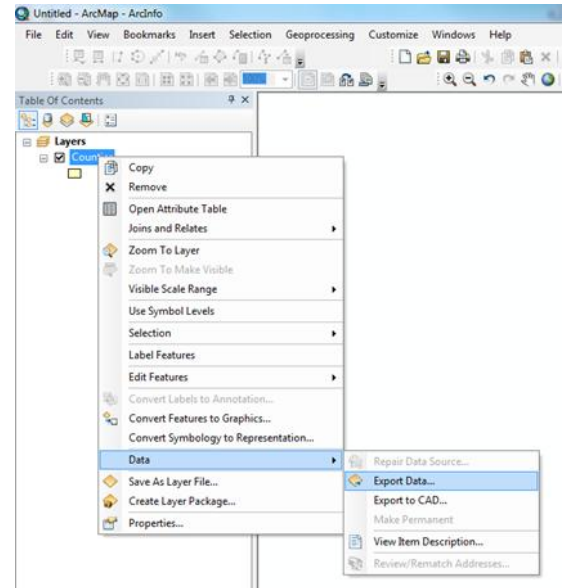 Untitled - ArcMap - ArcInfo
File Edit View Bookmarks Insert Selection Geoprocessing Customize Windows Help
Table Of Contents
Layers
Copy
Remove
Open Attribute Table
Joins and Relates
Zoom To Layer
Zoom To Make Visible
Visible Scale Range
Use Symbol Levels
Selection
Label Features
Edit Features
Convert Labels to Annotation...
Convert Features to Graphics...
Convert Symbology to Representation...
Data
Save As Layer File...
Create Layer Package...
Properties...
Repair Data Source...
Export Data...
Export to CAD...
Make Permanent
View Item Description...
Review/Rematch Addresses...